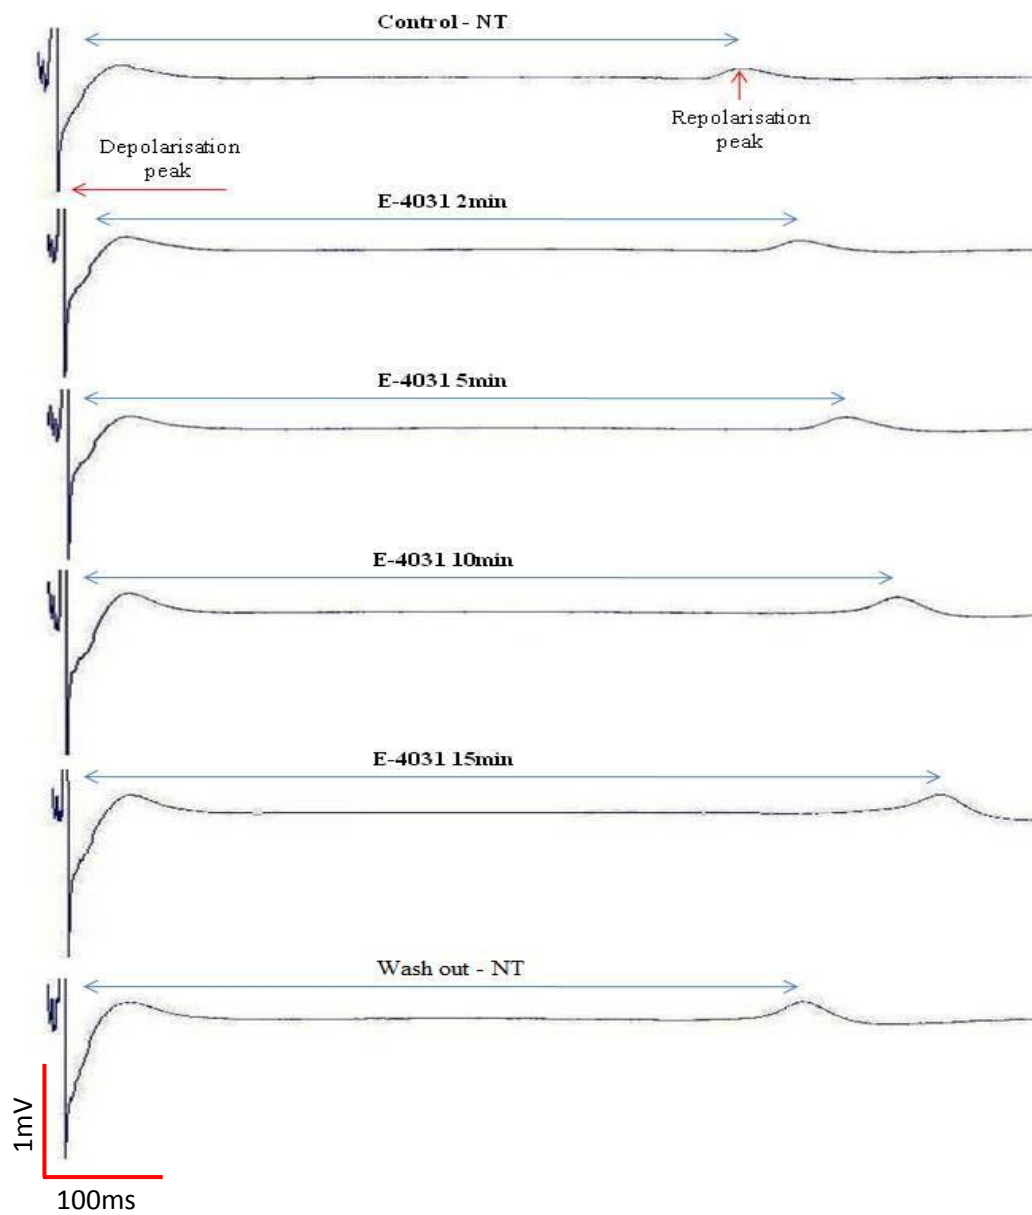 Control - NT
Repolarisation
peak
Depolarisation
peak
E-4031 2min
E-4031 5min
E-4031 10min
E-4031 15min
Wash out - NT
1mV
100ms